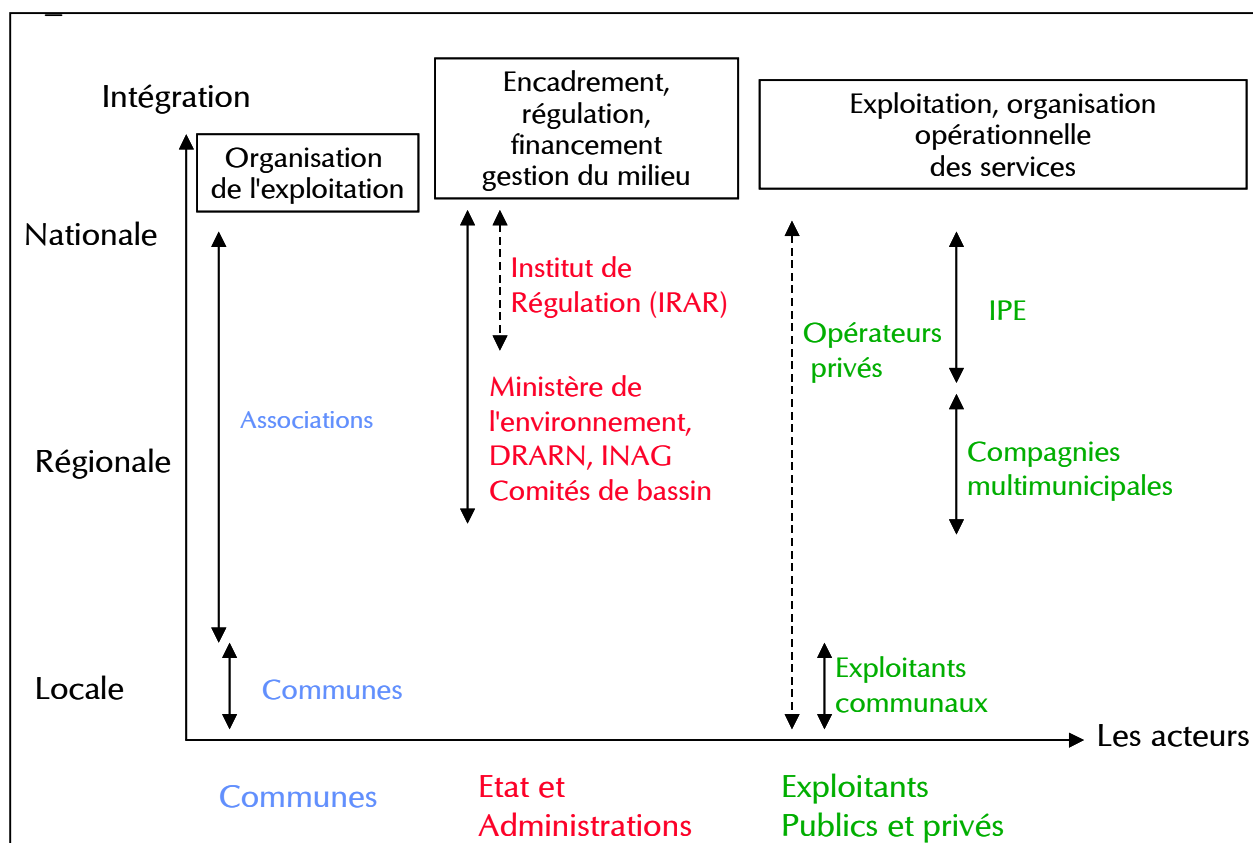 Intégration
Organisation
de l'exploitation
Encadrement,
régulation,
financement
gestion du milieu
Exploitation, organisation
opérationnelle
des services
Nationale
Régionale
Locale
Associations
Communes
Institut de
Régulation (IRAR)
Ministère de
l'environnement,
DRARN, INAG
Comités de bassin
Opérateurs
privés
IPE
Compagnies
multimunicipales
Exploitants
communaux
Les acteurs
Communes
Etat et
Administrations
Exploitants
Publics et privés